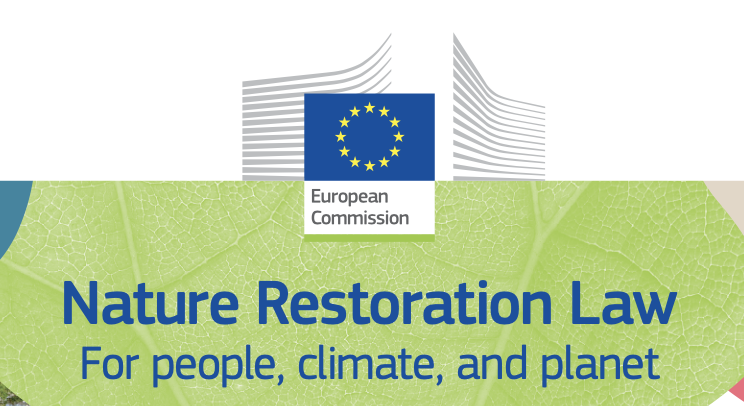 European
Commission
Nature Restoration Law
For people, climate, and planet